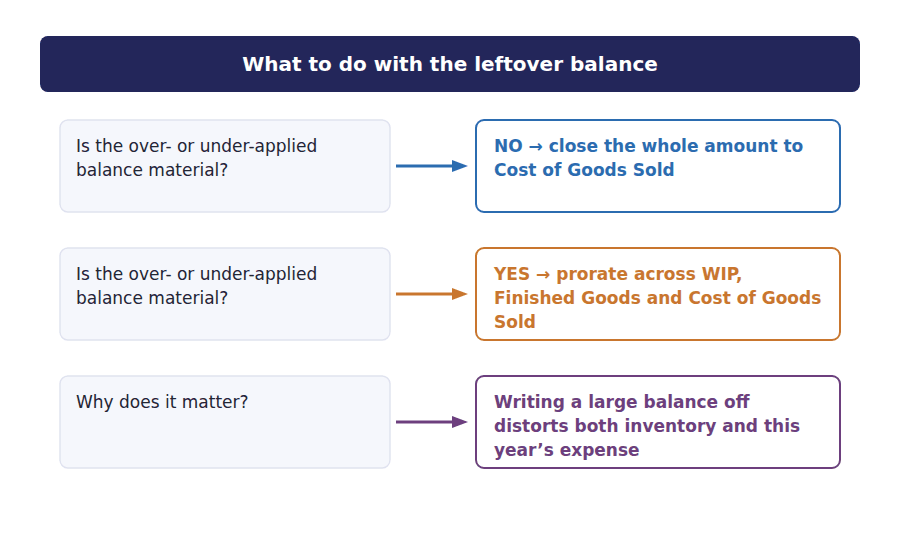 What to do with the leftover balance
Is the over- or under-applied
balance material?
NO → close the whole amount to
Cost of Goods Sold
Is the over- or under-applied
balance material?
YES → prorate across WIP,
Finished Goods and Cost of Goods
Sold
Why does it matter?
Writing a large balance off
distorts both inventory and this
year’s expense